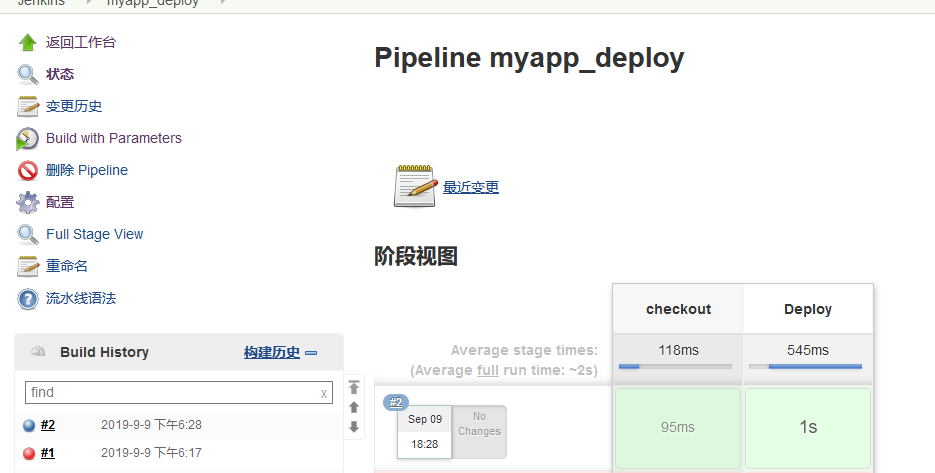 Jenkins
myapp_deploy
返回工作台
状态
变更历史
Build with Parameters
删除 Pipeline
配置
Full Stage View
重命名
流水线语法
Build History
构建历史
find
x
#2
2019-9-9 下午6:28
#1
2019-9-9 下午6:17
Pipeline myapp_deploy
最近变更
阶段视图
checkout
Deploy
Average stage times:
(Average full run time: ~2s)
118ms
545ms
#2
Sep 09
18:28
No
Changes
95ms
1s